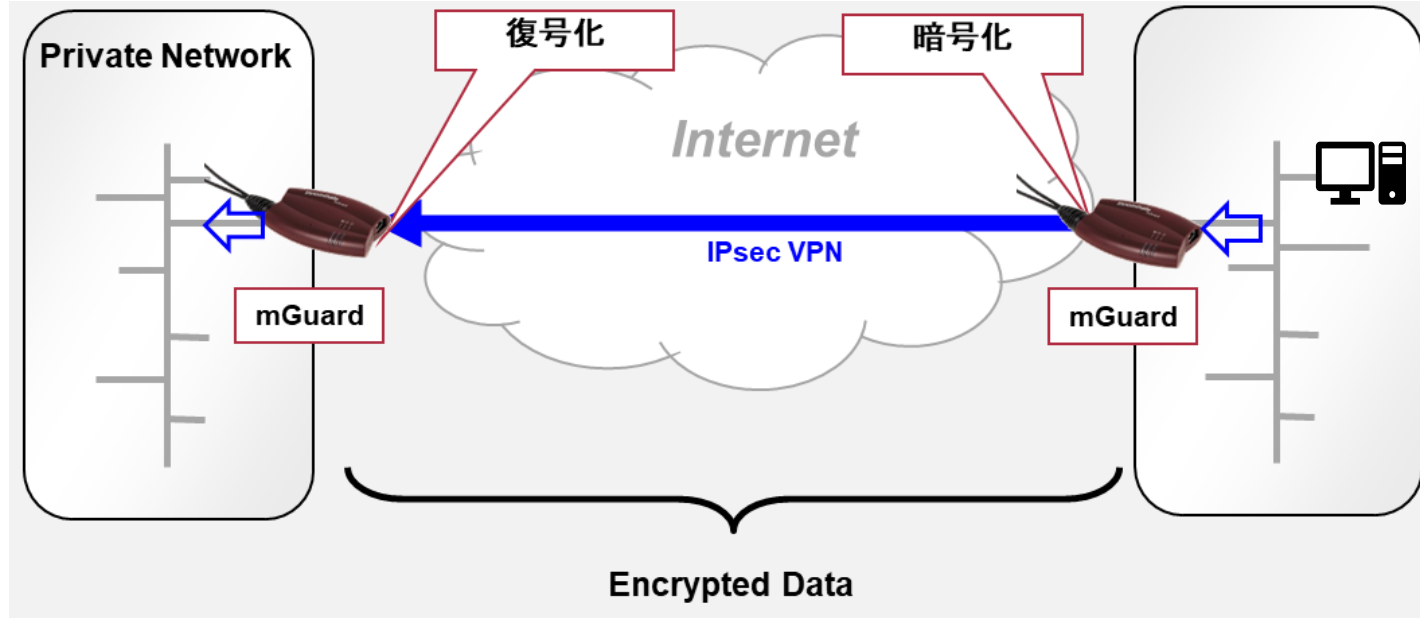 Private Network
復号化
暗号化
Internet
IPsec VPN
mGuard
mGuard
Encrypted Data